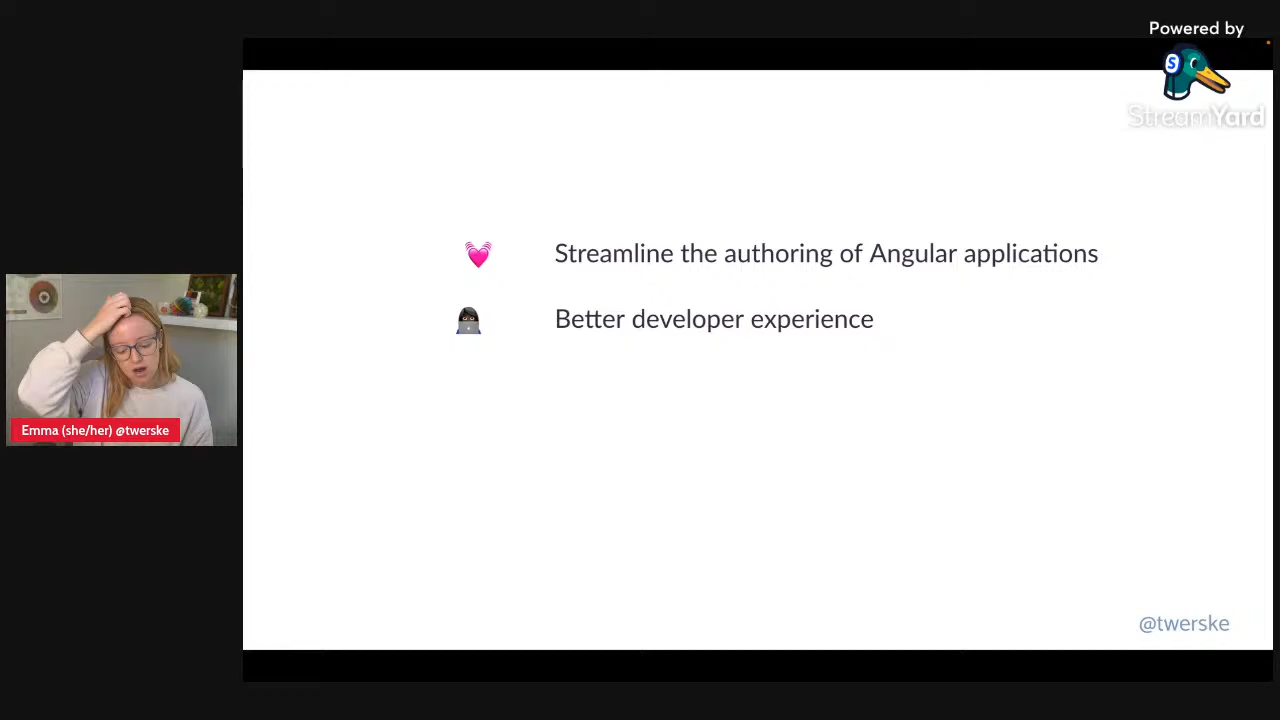 Powered by
S
StreamYard
Streamline the authoring of Angular applications
Better developer experience
Emma (she/her) @twerske
@twerske